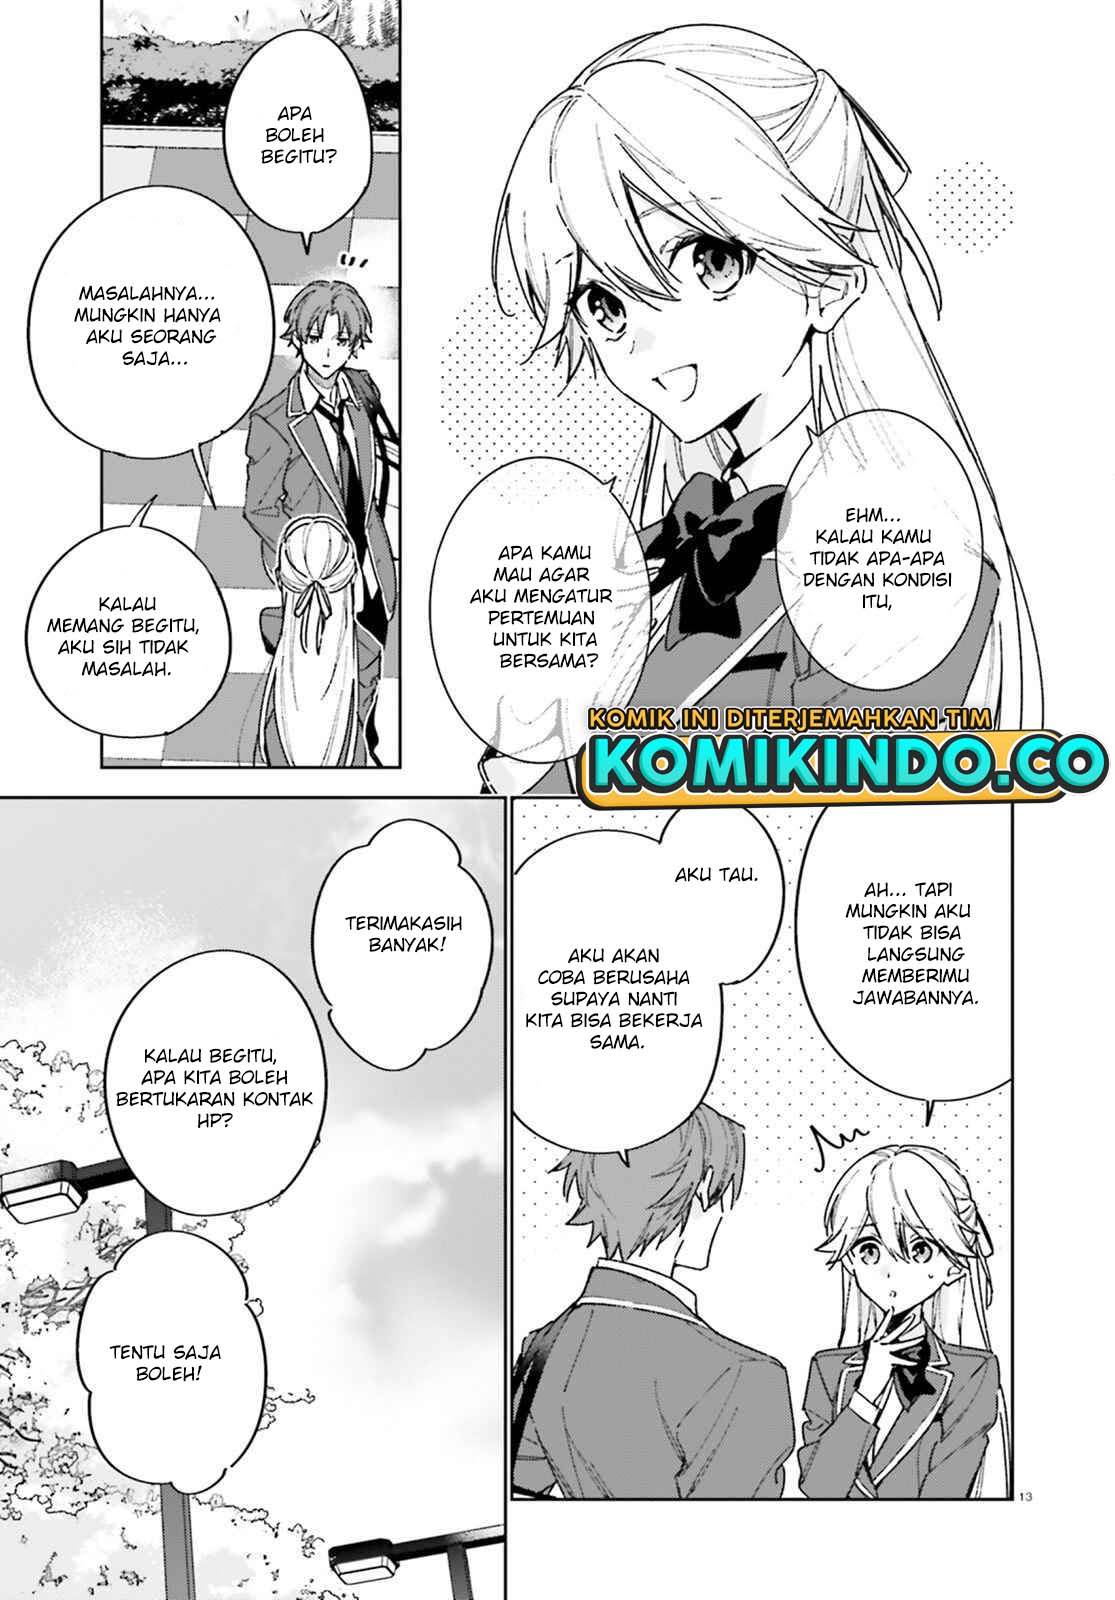 EHM...
KALAU KAMU
TIDAK APA-APA
DENGAN KONDISI
ITU,
APA KAMU
MAU AGAR
AKU MENGATUR
PERTEMUAN
UNTUK KITA
BERSAMA?
APA
BOLEH
BEGITU?
MASALAHNYA...
MUNGKIN HANYA
AKU SEORANG
SAJA...
KALAU
MEMANG BEGITU,
AKU SIH TIDAK
MASALAH.
KOMIK INI DITERJEMAHKAN TIM
KOMIKINDO.CO
AH... TAPI
MUNGKIN AKU
TIDAK BISA
LANGSUNG
MEMBERIMU
JAWABANNYA.
AKU TAU.
AKU AKAN
COBA BERUSAHA
SUPAYA NANTI
KITA BISA BEKERJA
SAMA.
TERIMAKASIH
BANYAK!
KALAU BEGITU,
APA KITA BOLEH
BERTUKARAN KONTAK
HP?
TENTU SAJA
BOLEH!
13